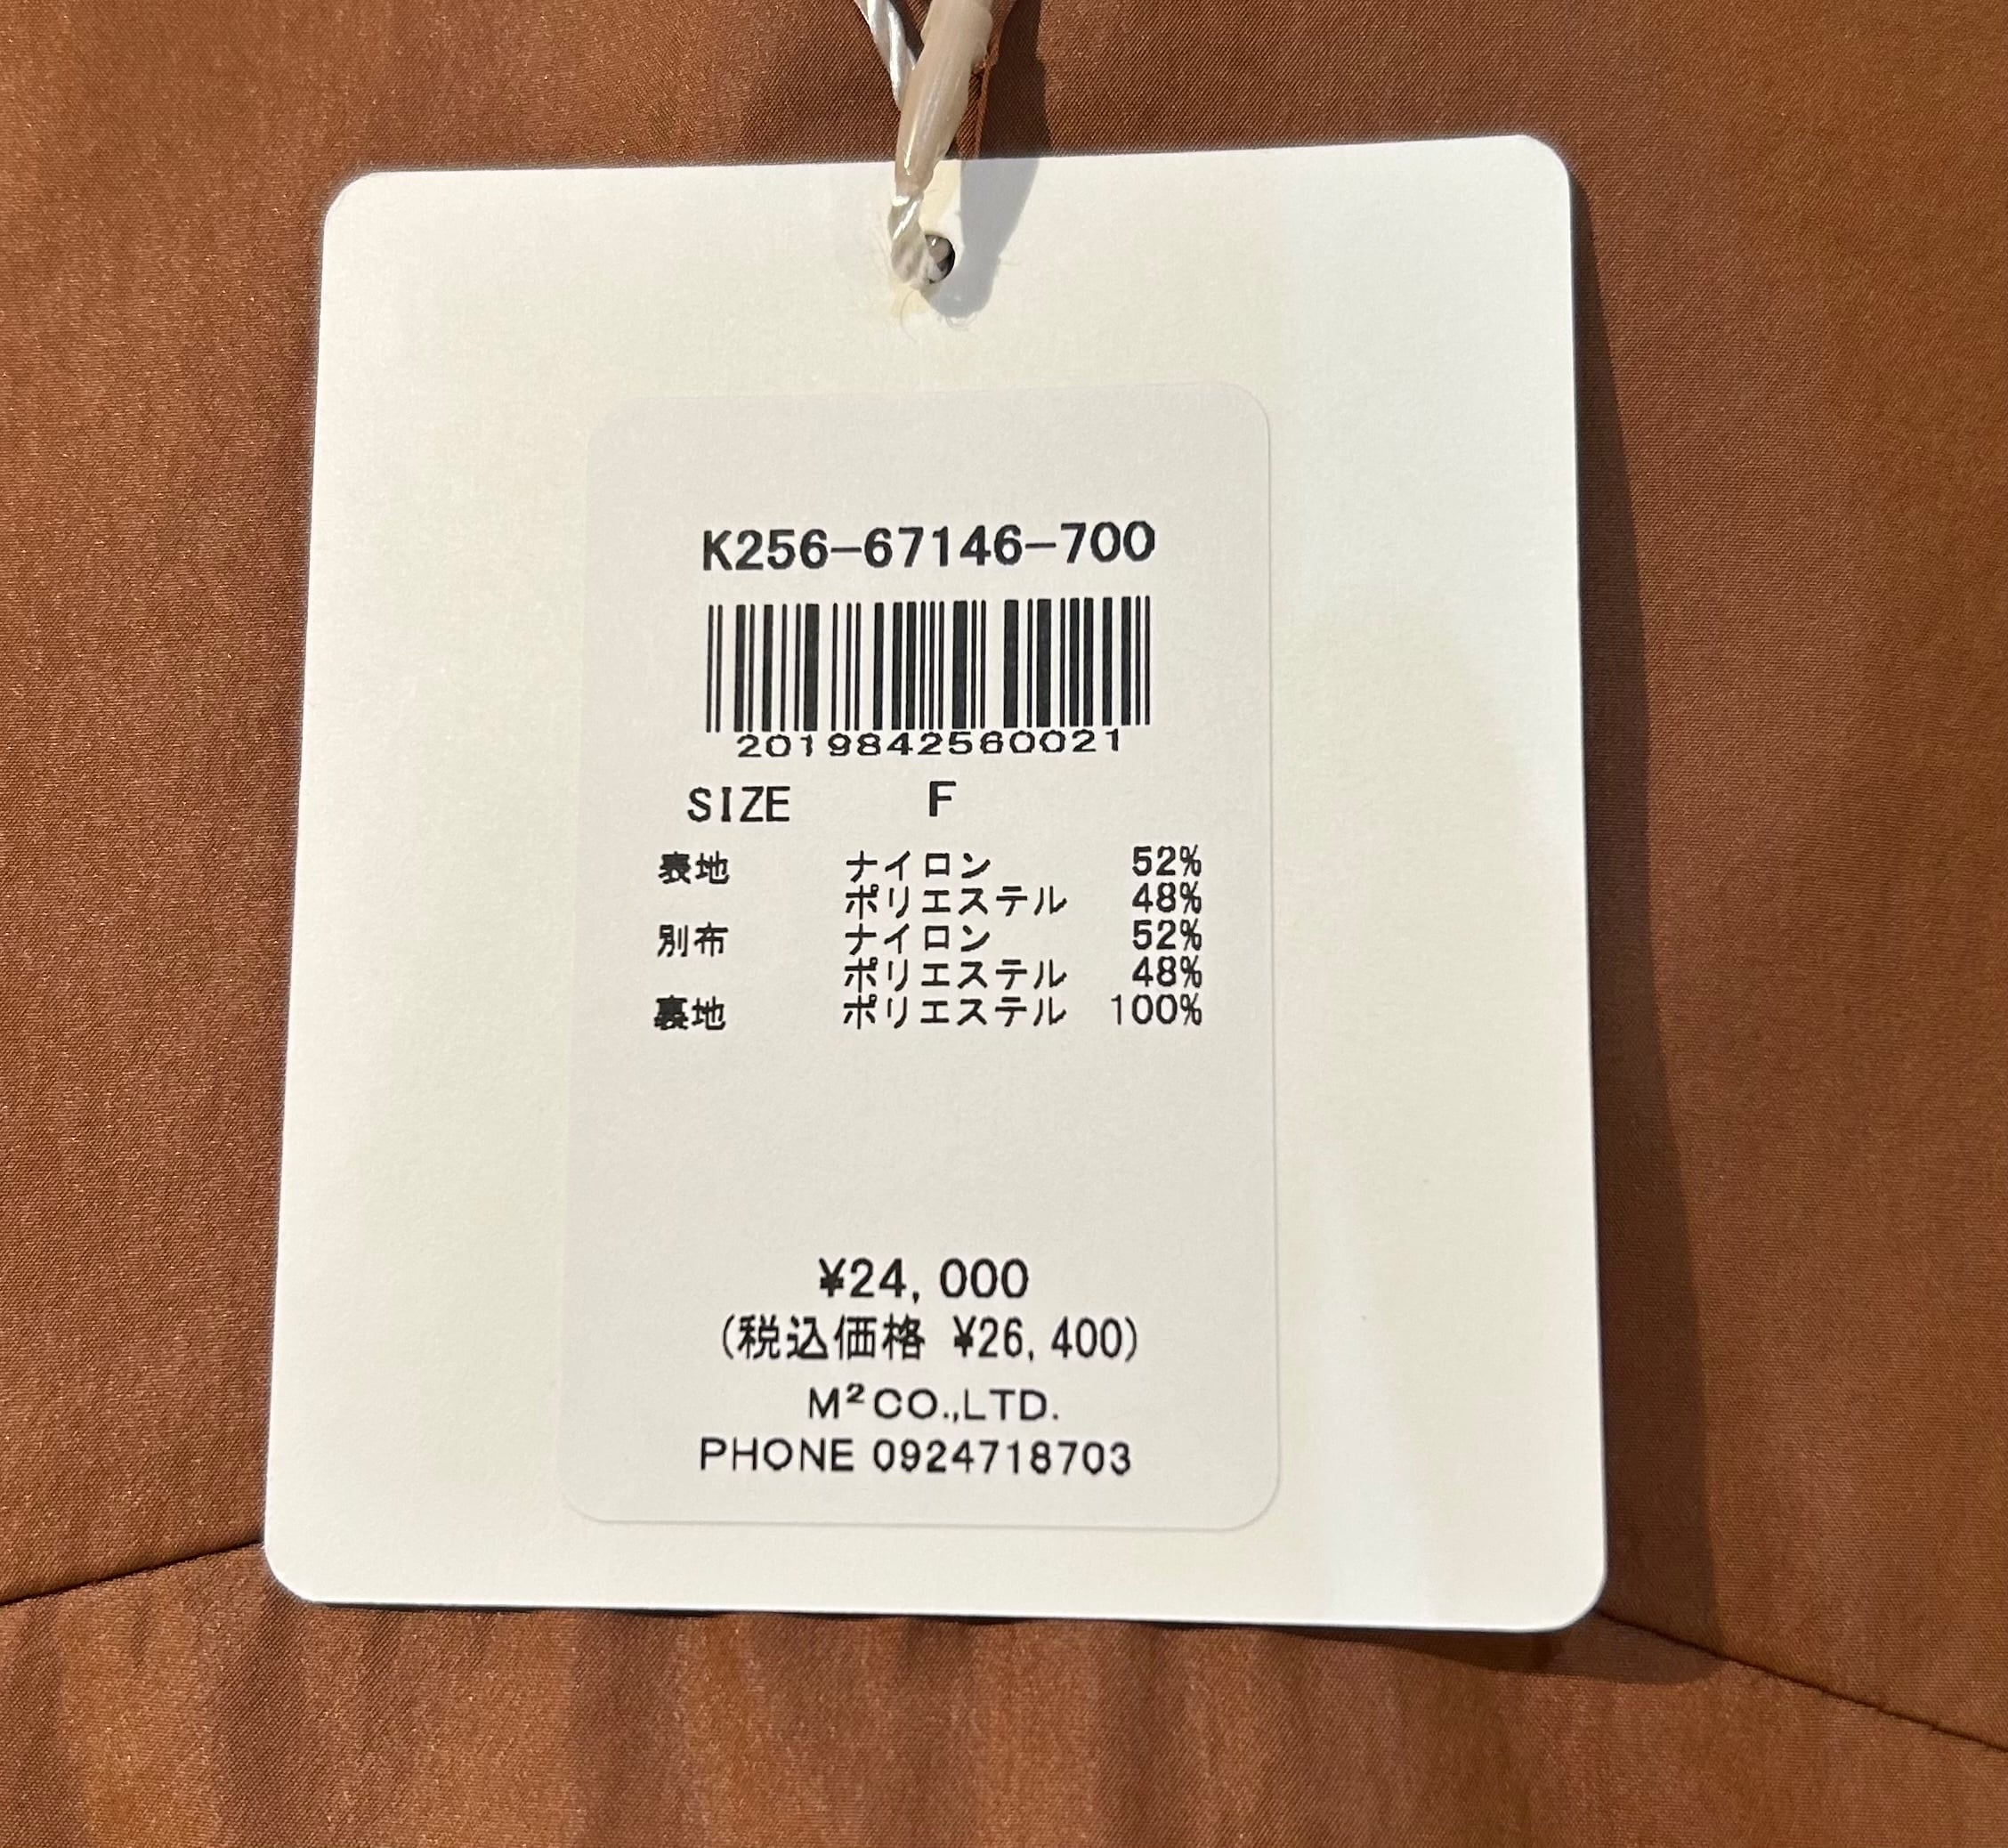 K256-67146-700
2019842560021
SIZE F
表地 ナイロン 52%
ポリエステル 48%
別布 ナイロン 52%
ポリエステル 48%
裏地 ポリエステル 100%
¥24,000
(税込価格 ¥26,400)
M²CO.,LTD.
PHONE 0924718703